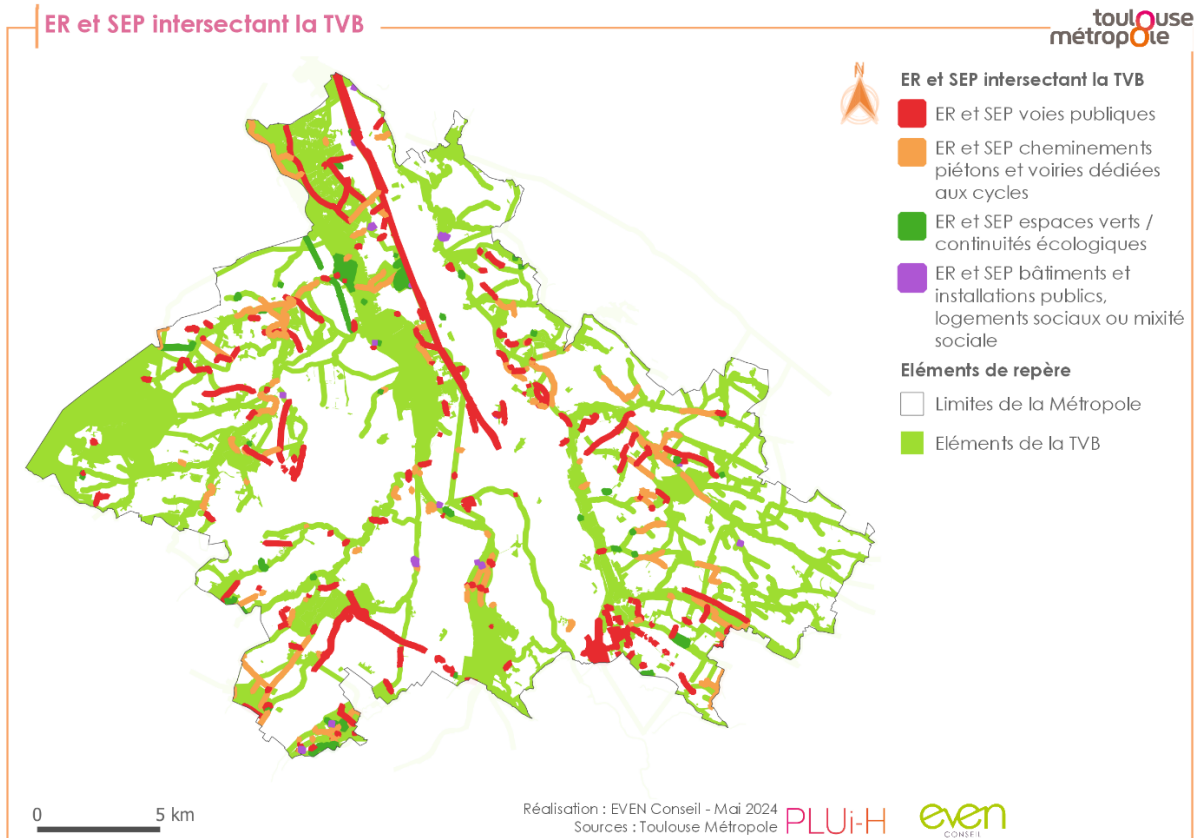 ER et SEP intersectant la TVB
toulouse
métropole
N
ER et SEP intersectant la TVB
ER et SEP voies publiques
ER et SEP cheminements
piétons et voiries dédiées
aux cycles
ER et SEP espaces verts /
continuités écologiques
ER et SEP bâtiments et
installations publics,
logements sociaux ou mixité
sociale
Eléments de repère
Limites de la Métropole
Eléments de la TVB
0 5 km
Réalisation : EVEN Conseil - Mai 2024
Sources : Toulouse Métropole
PLUi-H
even
CONSEIL